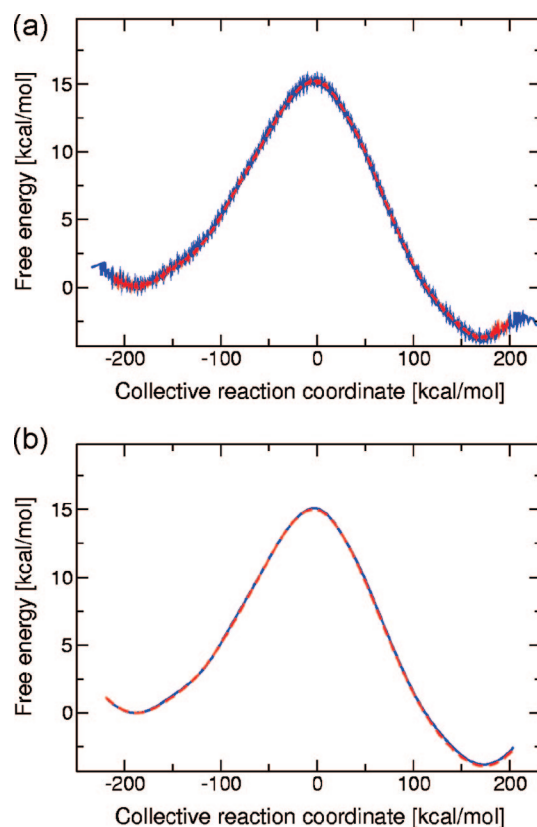 (a)
Free energy [kcal/mol]
15
10
5
0
-200 -100 0 100 200
Collective reaction coordinate [kcal/mol]
(b)
Free energy [kcal/mol]
15
10
5
0
-200 -100 0 100 200
Collective reaction coordinate [kcal/mol]